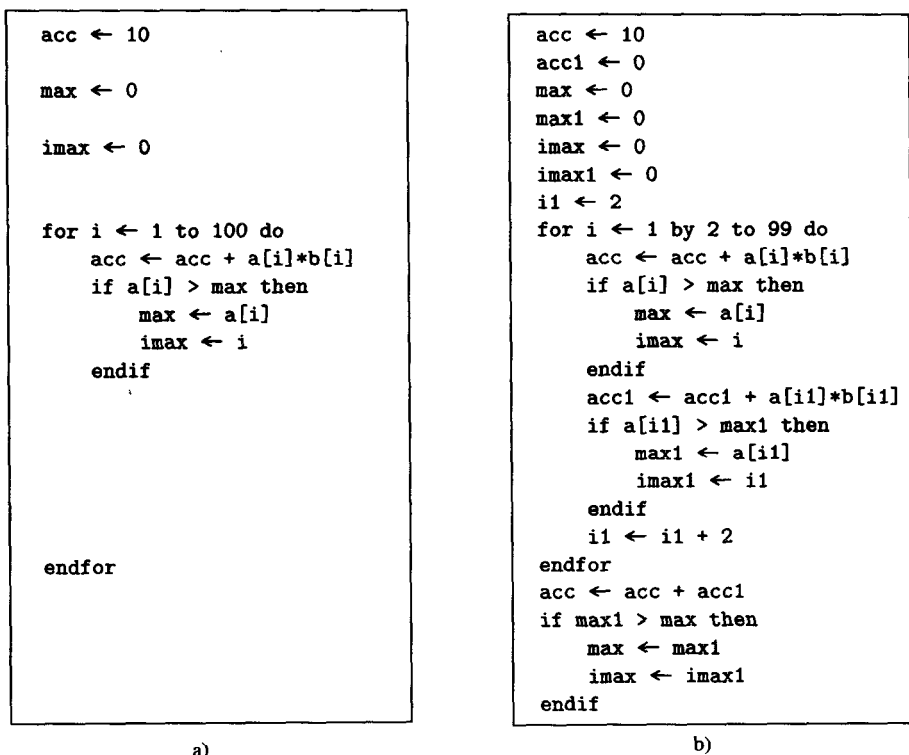 acc ← 10
max ← 0
imax ← 0
for i ← 1 to 100 do
acc ← acc + a[i]*b[i]
if a[i] > max then
max ← a[i]
imax ← i
endif
endfor
a)
acc ← 10
acc1 ← 0
max ← 0
max1 ← 0
imax ← 0
imax1 ← 0
i1 ← 2
for i ← 1 by 2 to 99 do
acc ← acc + a[i]*b[i]
if a[i] > max then
max ← a[i]
imax ← i
endif
acc1 ← acc1 + a[i1]*b[i1]
if a[i1] > max1 then
max1 ← a[i1]
imax1 ← i1
endif
i1 ← i1 + 2
endfor
acc ← acc + acc1
if max1 > max then
max ← max1
imax ← imax1
endif
b)